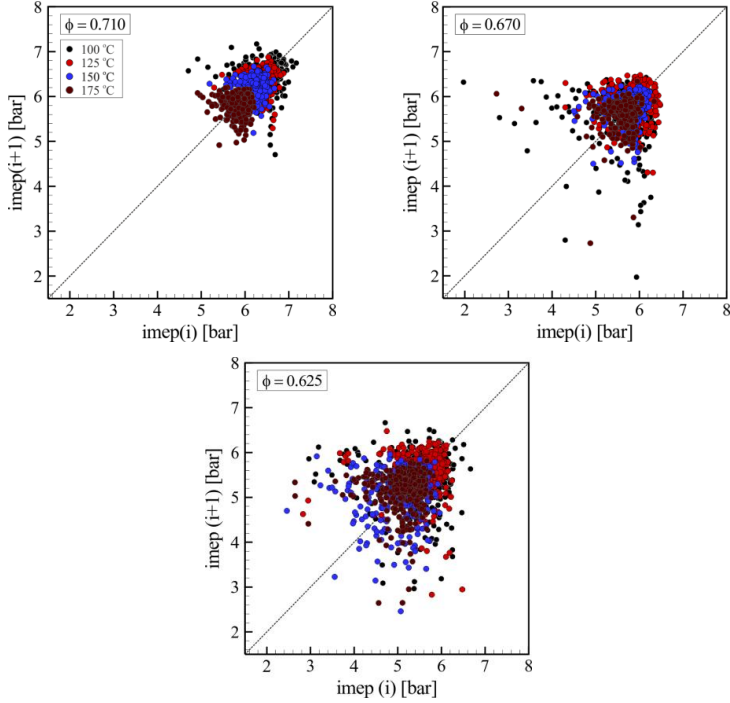 8
7
6
5
4
3
2
imep(i+1) [bar]
ϕ = 0.710
100 °C
125 °C
150 °C
175 °C
2 3 4 5 6 7 8
imep(i) [bar]
8
7
6
5
4
3
2
imep (i+1) [bar]
ϕ = 0.670
2 3 4 5 6 7 8
imep(i) [bar]
8
7
6
5
4
3
2
imep (i+1) [bar]
ϕ = 0.625
2 3 4 5 6 7 8
imep (i) [bar]